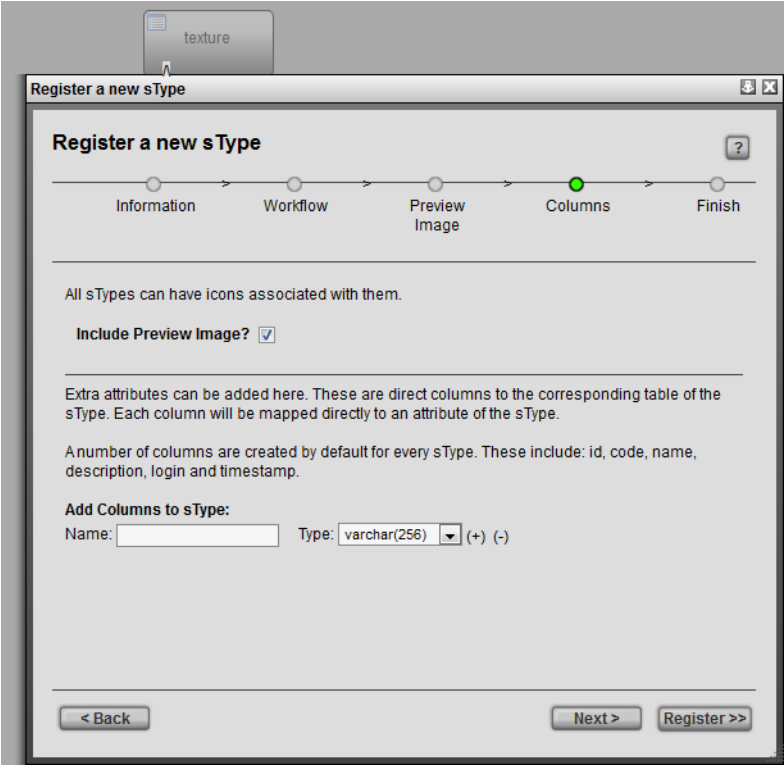 texture
Register a new sType
Register a new sType
?
> > > >
Information Workflow Preview Columns Finish
Image
All sTypes can have icons associated with them.
Include Preview Image?
Extra attributes can be added here. These are direct columns to the corresponding table of the
sType. Each column will be mapped directly to an attribute of the sType.
A number of columns are created by default for every sType. These include: id, code, name,
description, login and timestamp.
Add Columns to sType:
Name: Type: varchar(256) (+) (-)
< Back Next > Register >>